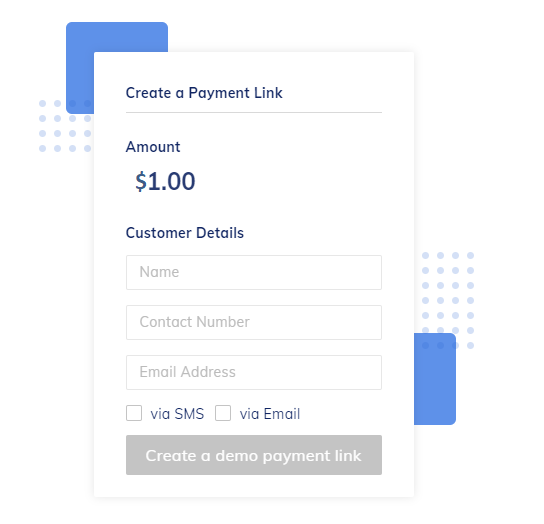 Create a Payment Link
Amount
$1.00
Customer Details
Name
Contact Number
Email Address
via SMS via Email
Create a demo payment link